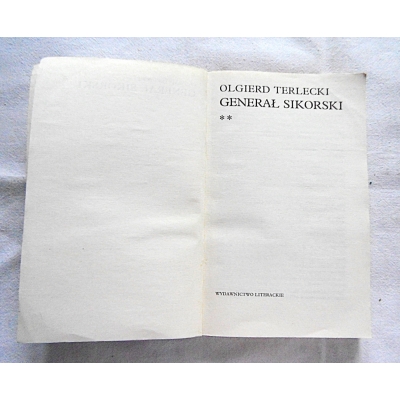 OLGIERD TERLECKI
GENERAŁ SIKORSKI
**
WYDAWNICTWO LITERACKIE